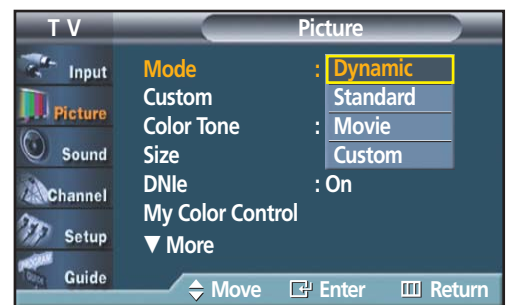 T V
Picture
Input
Picture
Sound
Channel
Setup
Guide
Mode : Dynamic
Custom Standard
Color Tone : Movie
Size Custom
DNIe : On
My Color Control
▼ More
Move Enter Return